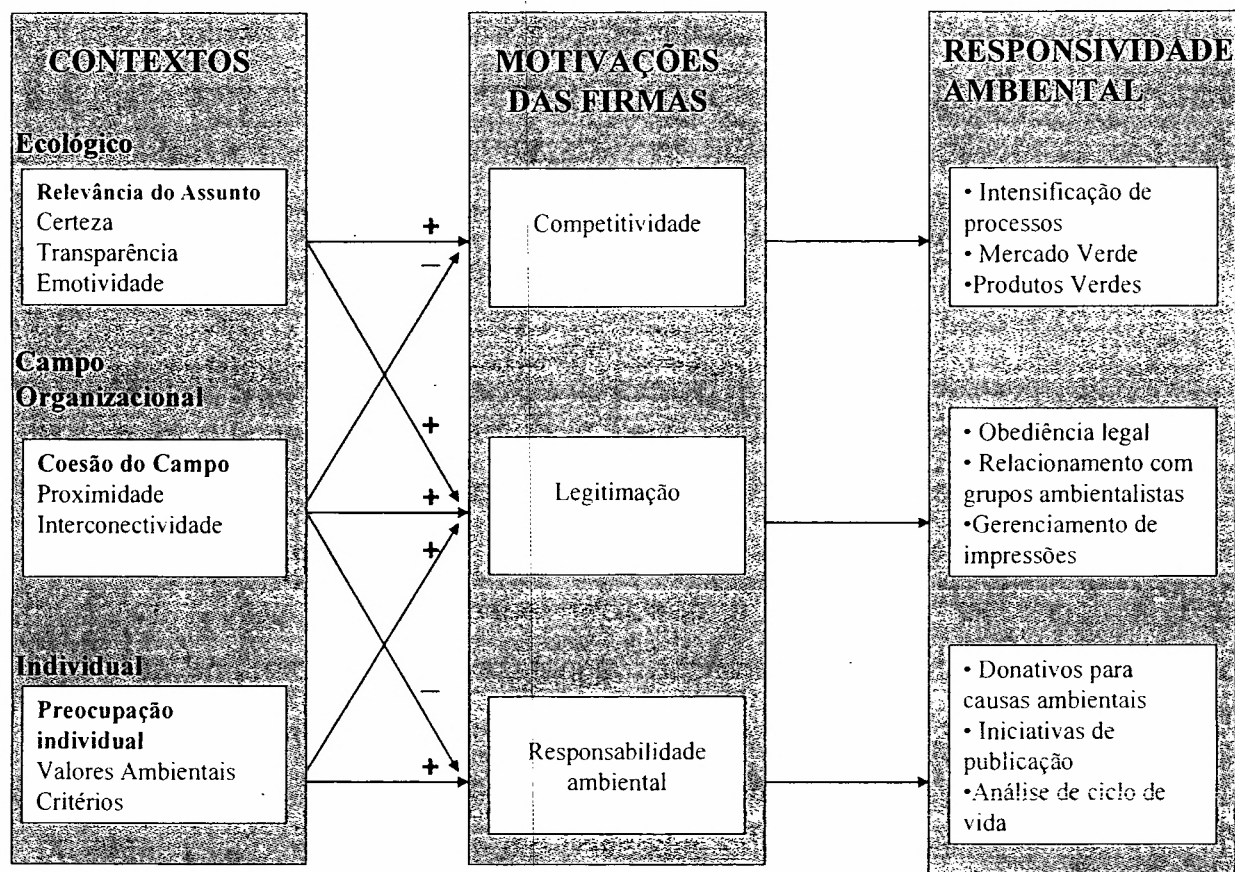 CONTEXTOS
Ecológico
Relevância do Assunto
Certeza
Transparência
Emotividade
Campo
Organizacional
Coesão do Campo
Proximidade
Interconectividade
Individual
Preocupação
individual
Valores Ambientais
Critérios
+
–
+
+
+
–
+
MOTIVAÇÕES
DAS FIRMAS
Competitividade
Legitimação
Responsabilidade
ambiental
RESPONSIVIDADE
AMBIENTAL
• Intensificação de
processos
• Mercado Verde
•Produtos Verdes
• Obediência legal
• Relacionamento com
grupos ambientalistas
•Gerenciamento de
impressões
• Donativos para
causas ambientais
• Iniciativas de
publicação
•Análise de ciclo de
vida